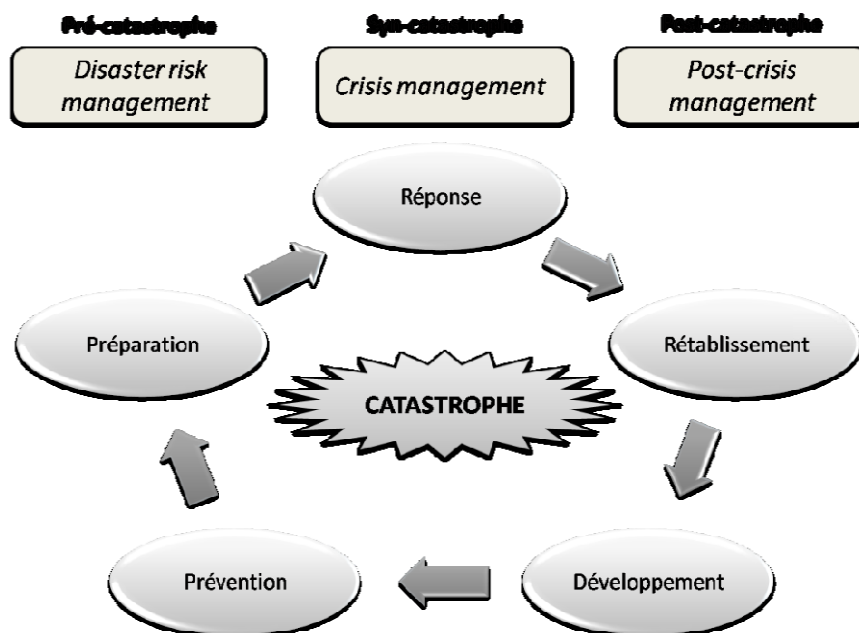 Pré-catastrophe
Syn-catastrophe
Post-catastrophe
Disaster risk
management
Crisis management
Post-crisis
management
Réponse
Préparation
Rétablissement
CATASTROPHE
Prévention
Développement